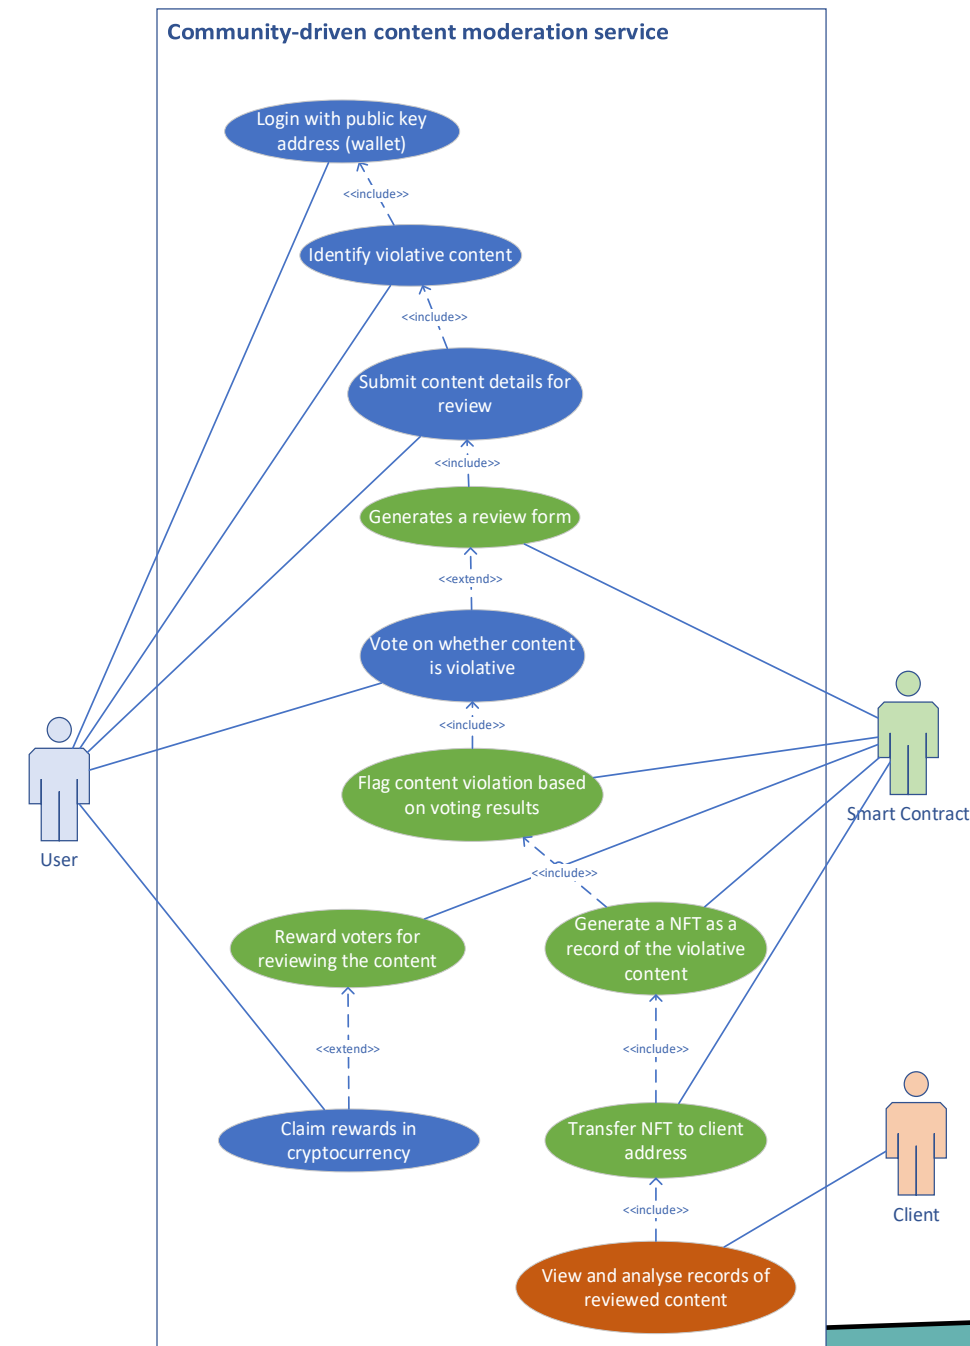 Community-driven content moderation service
Login with public key
address (wallet)
<<include>>
Identify violative content
<<include>>
Submit content details for
review
<<include>>
Generates a review form
<<extend>>
Vote on whether content
is violative
<<include>>
Flag content violation based
on voting results
Smart Contract
User
<<include>>
Reward voters for
reviewing the content
Generate a NFT as a
record of the violative
content
<<extend>>
<<include>>
Claim rewards in
cryptocurrency
Transfer NFT to client
address
<<include>>
Client
View and analyse records of
reviewed content